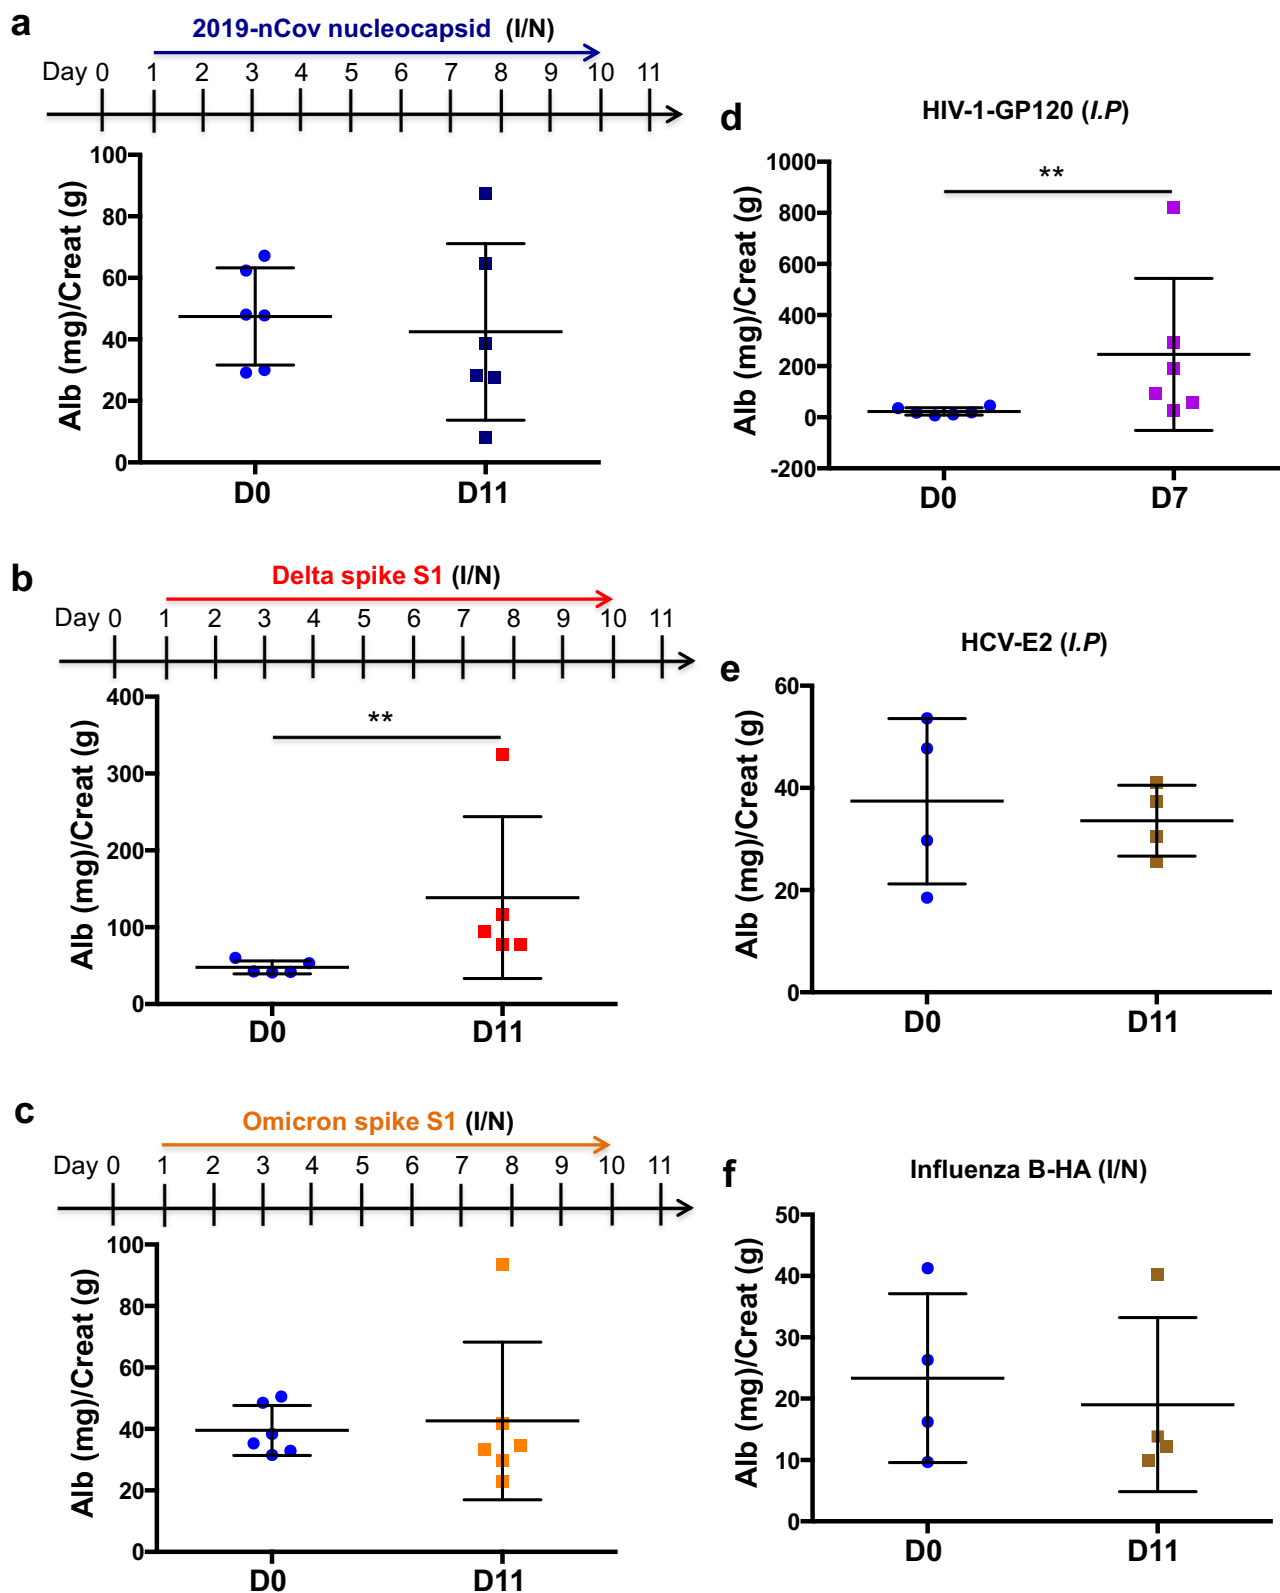 a
2019-nCov nucleocapsid (I/N)
Day 0 1 2 3 4 5 6 7 8 9 10 11
Alb (mg)/Creat (g)
100
80
60
40
20
0
D0 D11
b
Delta spike S1 (I/N)
Day 0 1 2 3 4 5 6 7 8 9 10 11
Alb (mg)/Creat (g)
400
300
200
100
0
**
D0 D11
c
Omicron spike S1 (I/N)
Day 0 1 2 3 4 5 6 7 8 9 10 11
Alb (mg)/Creat (g)
100
80
60
40
20
0
D0 D11
d
HIV-1-GP120 (I.P)
Alb (mg)/Creat (g)
1000
800
600
400
200
0
-200
**
D0 D7
e
HCV-E2 (I.P)
Alb (mg)/Creat (g)
60
40
20
0
D0 D11
f
Influenza B-HA (I/N)
Alb (mg)/Creat (g)
50
40
30
20
10
0
D0 D11